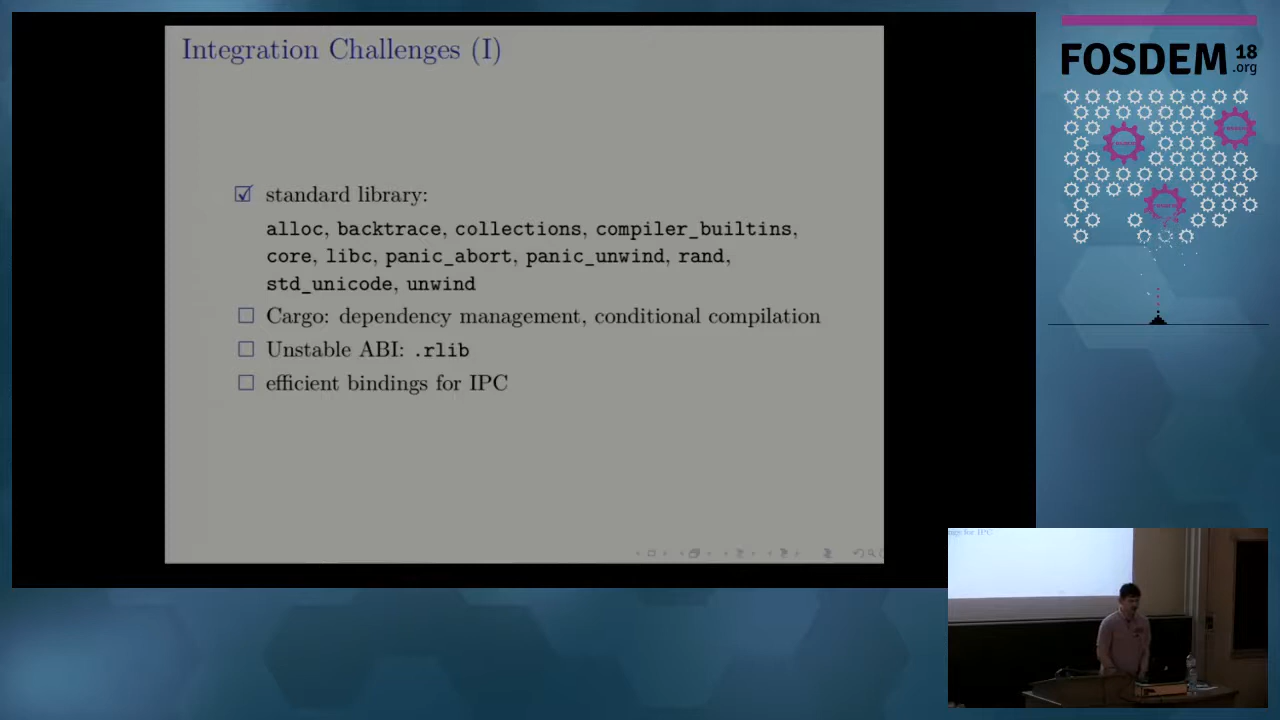 Integration Challenges (I)
standard library:
alloc, backtrace, collections, compiler_builtins,
core, libc, panic_abort, panic_unwind, rand,
std_unicode, unwind
Cargo: dependency management, conditional compilation
Unstable ABI: .rlib
efficient bindings for IPC
FOSDEM 18
.org